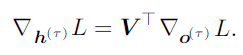 ∇_{𝒉^{(τ)}} L = 𝑽^⊤ ∇_{𝒐^{(τ)}} L.